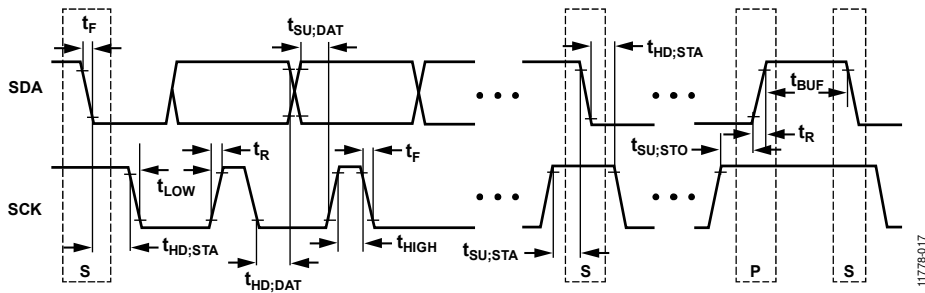 tF
tSU;DAT
tHD;STA
SDA
tBUF
tR
tF
tR
tSU;STO
tLOW
SCK
tHD;STA
tHIGH
tSU;STA
tHD;DAT
S
S
P
S
11778-017